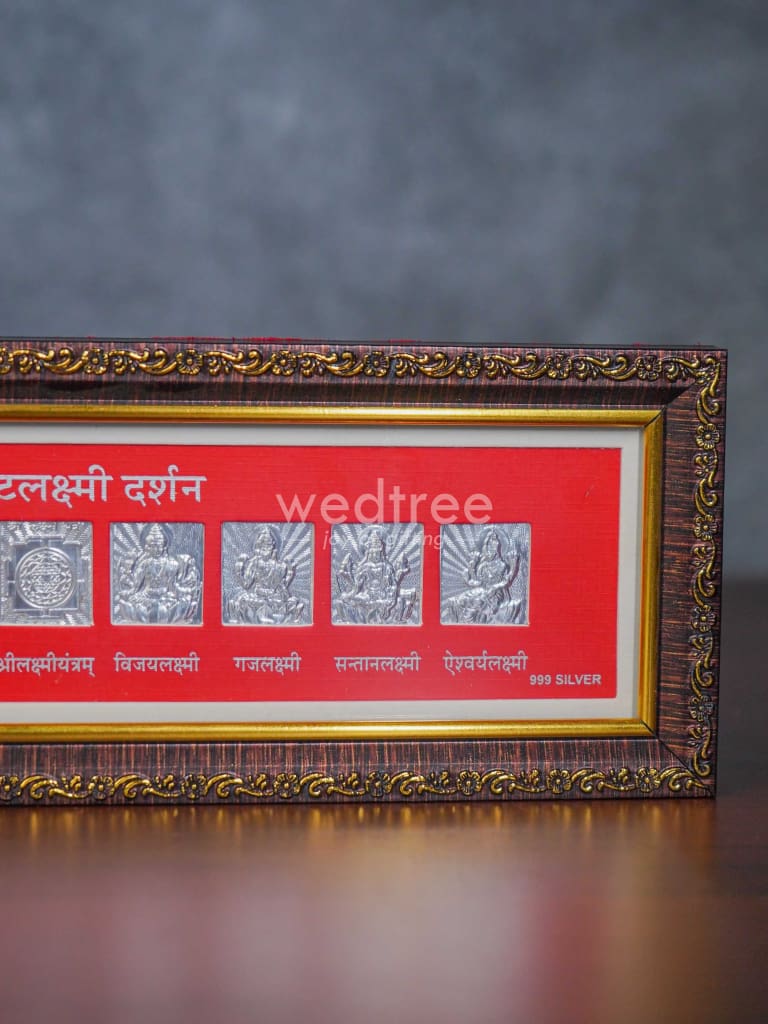 टलक्ष्मी दर्शन
wedtree
श्रीलक्ष्मीयंत्रम् विजयलक्ष्मी गजलक्ष्मी सन्तानलक्ष्मी ऐश्वर्यलक्ष्मी
999 SILVER